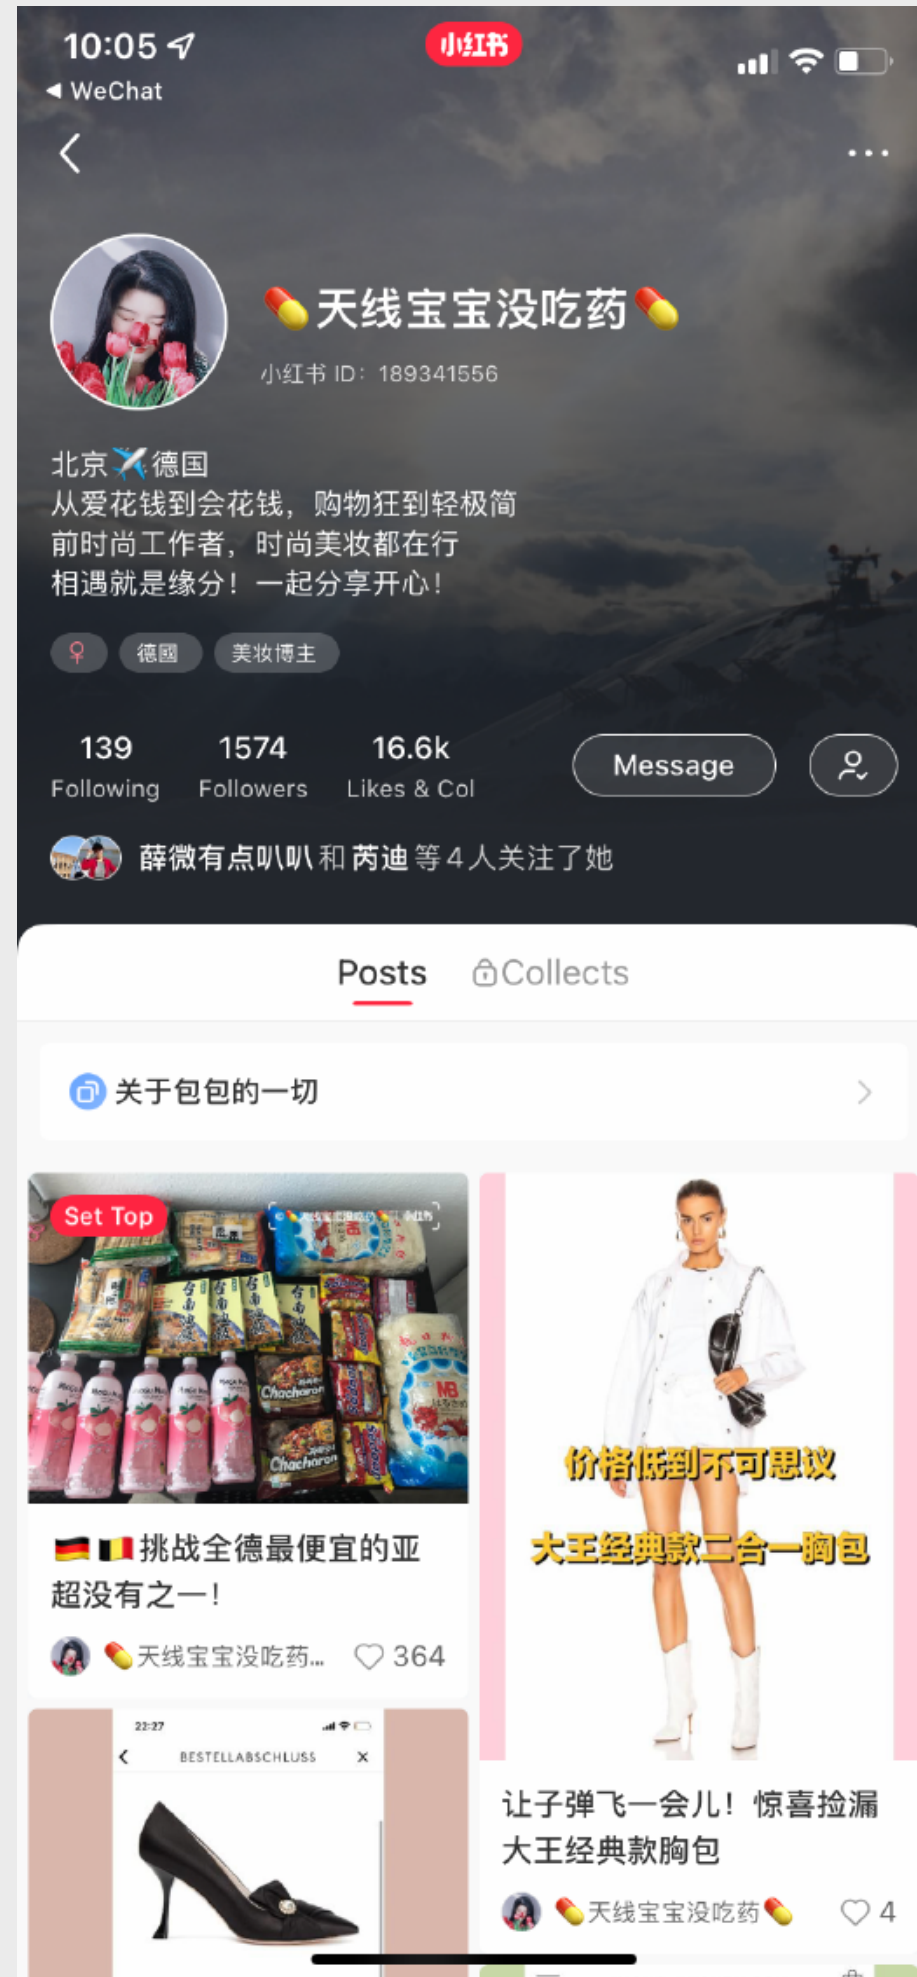 10:05
小红书
WeChat
天线宝宝没吃药
小红书 ID：189341556
北京✈️德国
从爱花钱到会花钱，购物狂到轻极简
前时尚工作者，时尚美妆都在行
相遇就是缘分！一起分享开心！
♀ 德國 美妆博主
139 1574 16.6k
Following Followers Likes & Col
Message
薛微有点叭叭 和 芮迪 等 4 人关注了她
Posts Collects
关于包包的一切
Set Top
台南
Chacharon
Chacharon
MB
🇩🇪🇧🇪挑战全德最便宜的亚
超没有之一！
天线宝宝没吃药... 364
价格低到不可思议
大王经典款二合一胸包
让子弹飞一会儿！惊喜捡漏
大王经典款胸包
天线宝宝没吃药 4
22:27
BESTELLABSCHLUSS